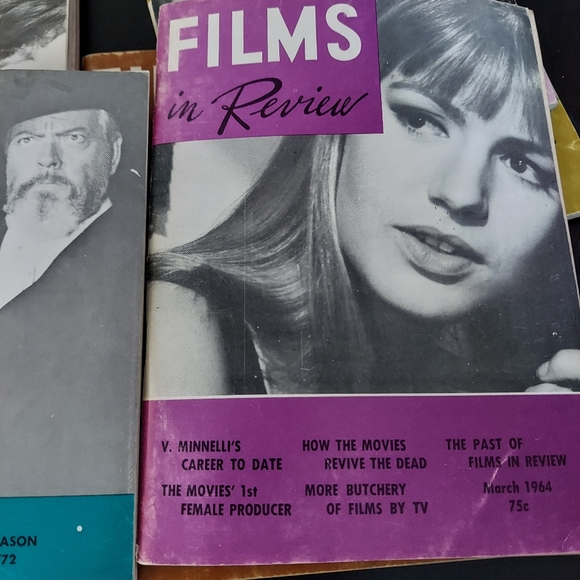 FILMS
in Review
V. MINNELLI'S
CAREER TO DATE
HOW THE MOVIES
REVIVE THE DEAD
THE PAST OF
FILMS IN REVIEW
THE MOVIES' 1st
FEMALE PRODUCER
MORE BUTCHERY
OF FILMS BY TV
March 1964
75c
ASON
72